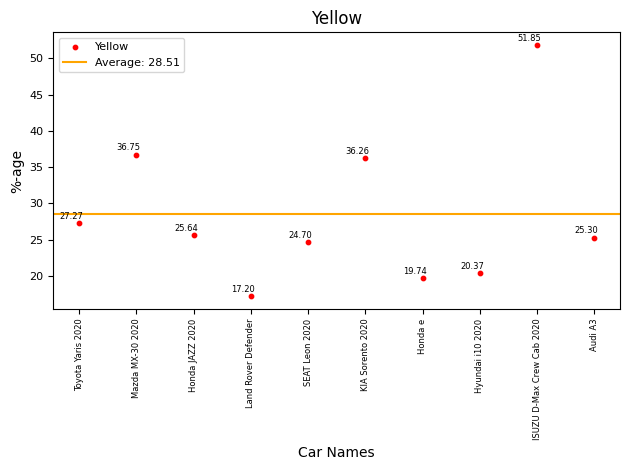 Yellow
Yellow
Average: 28.51
%-age
50
45
40
35
30
25
20
27.27
36.75
25.64
17.20
24.70
36.26
19.74
20.37
51.85
25.30
Toyota Yaris 2020
Mazda MX-30 2020
Honda JAZZ 2020
Land Rover Defender
SEAT Leon 2020
KIA Sorento 2020
Honda e
Hyundai i10 2020
ISUZU D-Max Crew Cab 2020
Audi A3
Car Names